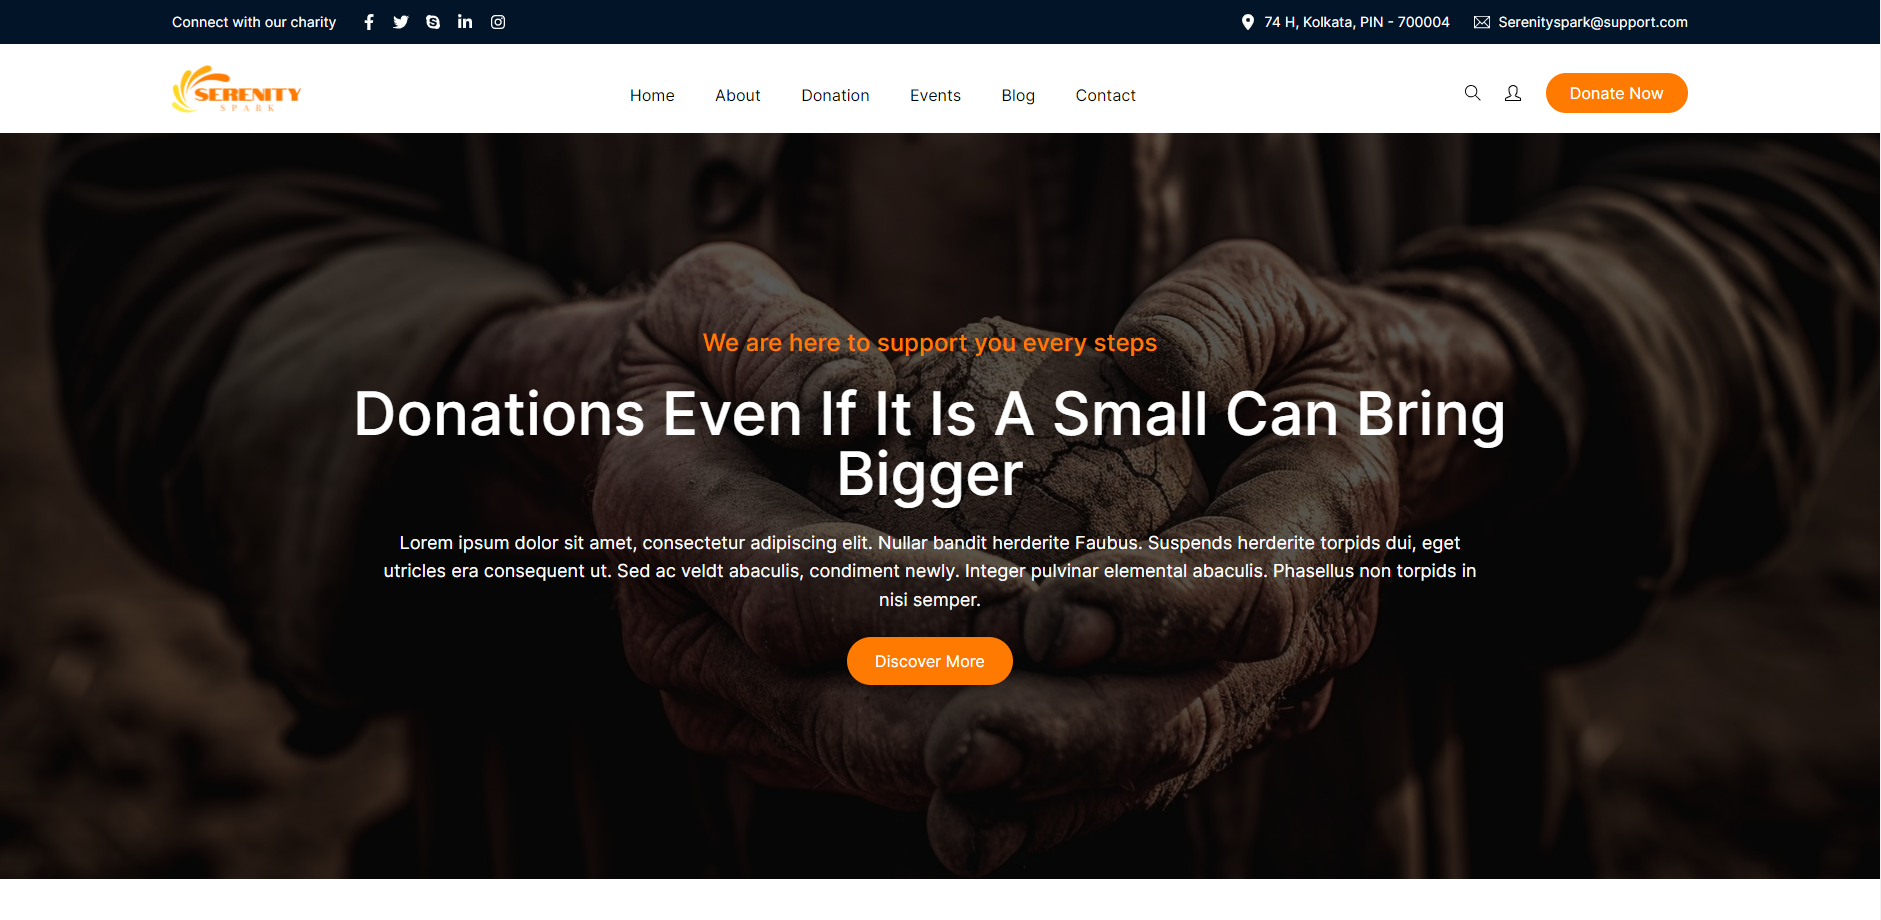 Connect with our charity
74 H, Kolkata, PIN - 700004
Serenityspark@support.com
SERENITY
SPARK
Home
About
Donation
Events
Blog
Contact
Donate Now
We are here to support you every steps
Donations Even If It Is A Small Can Bring
Bigger
Lorem ipsum dolor sit amet, consectetur adipiscing elit. Nullar bandit herderite Faubus. Suspends herderite torpids dui, eget
utricles era consequent ut. Sed ac veldt abaculis, condiment newly. Integer pulvinar elemental abaculis. Phasellus non torpids in
nisi semper.
Discover More